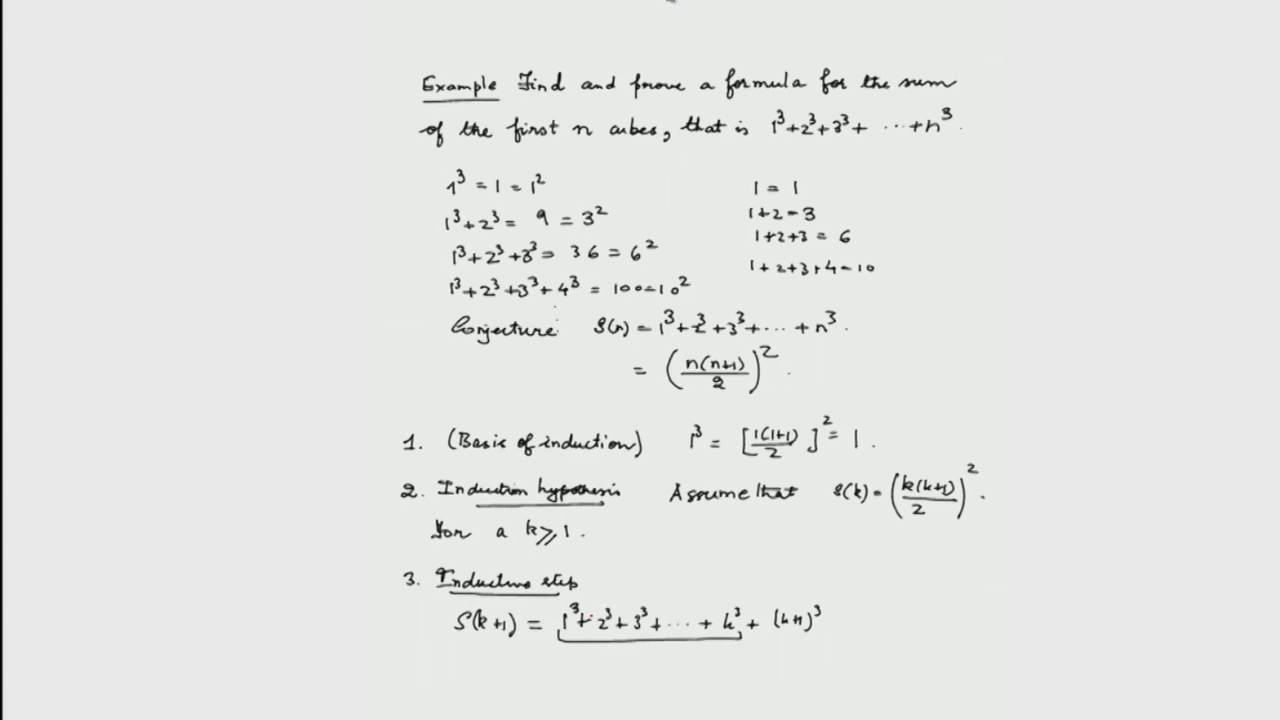 Example Find and prove a formula for the sum
of the first n cubes, that is 1³+2³+3³+ ⋯+n³.
1³ = 1 = 1²
1 = 1
1³+2³ = 9 = 3²
1+2 = 3
1³+2³+3³ = 36 = 6²
1+2+3 = 6
1³+2³+3³+4³ = 100=10²
1+2+3+4=10
Conjecture: S(n) = 1³+2³+3³+⋯+n³.
= (n(n+1)/2)².
1. (Basis of induction) 1³ = [1(1+1)/2]² = 1.
2. Induction hypothesis Assume that S(k) = (k(k+1)/2)².
for a k⩾1.
3. Inductive step
S(k+1) = 1³+2³+3³+⋯+k³+(k+1)³